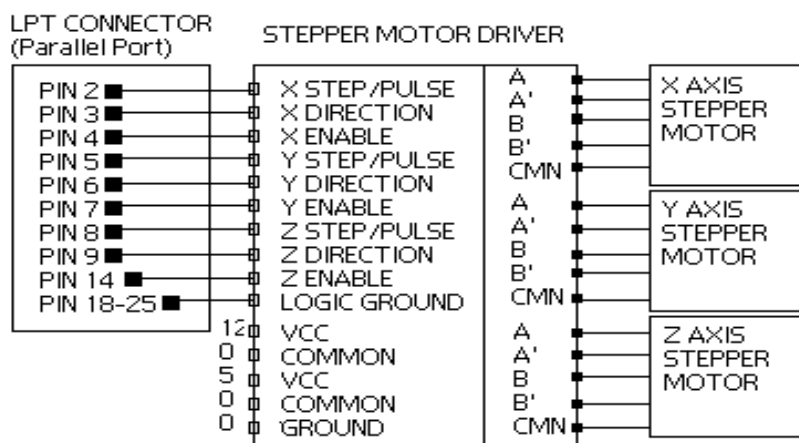 LPT CONNECTOR
(Parallel Port)
STEPPER MOTOR DRIVER
PIN 2
PIN 3
PIN 4
PIN 5
PIN 6
PIN 7
PIN 8
PIN 9
PIN 14
PIN 18-25
12
0
5
0
0
X STEP/PULSE
X DIRECTION
X ENABLE
Y STEP/PULSE
Y DIRECTION
Y ENABLE
Z STEP/PULSE
Z DIRECTION
Z ENABLE
LOGIC GROUND
VCC
COMMON
VCC
COMMON
GROUND
A
A'
B
B'
CMN
A
A'
B
B'
CMN
A
A'
B
B'
CMN
X AXIS
STEPPER
MOTOR
Y AXIS
STEPPER
MOTOR
Z AXIS
STEPPER
MOTOR